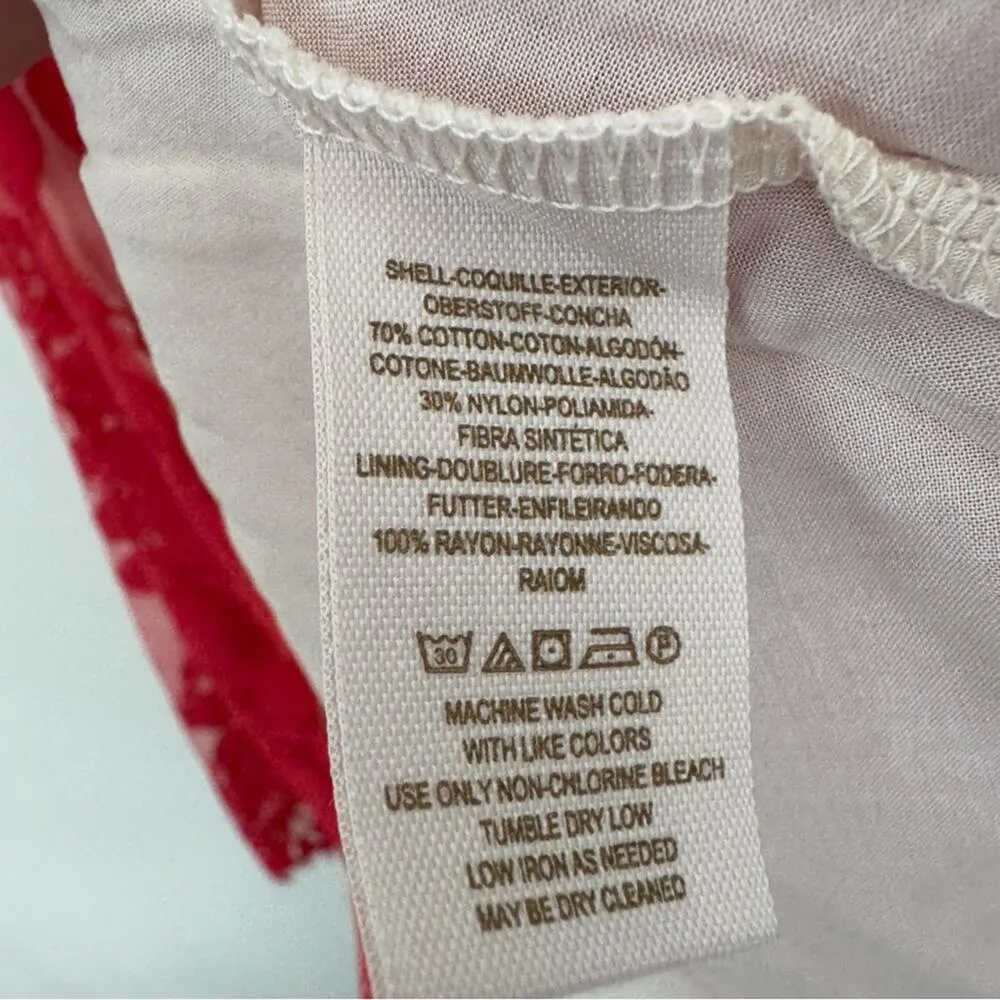 SHELL-COQUILLE-EXTERIOR-
OBERSTOFF-CONCHA
70% COTTON-COTON-ALGODÓN-
COTONE-BAUMWOLLE-ALGODÃO
30% NYLON-POLIAMIDA-
FIBRA SINTÉTICA
LINING-DOUBLURE-FORRO-FODERA-
FUTTER-ENFILEIRANDO
100% RAYON-RAYONNE-VISCOSA-
RAIOM
30 P
MACHINE WASH COLD
WITH LIKE COLORS
USE ONLY NON-CHLORINE BLEACH
TUMBLE DRY LOW
LOW IRON AS NEEDED
MAY BE DRY CLEANED